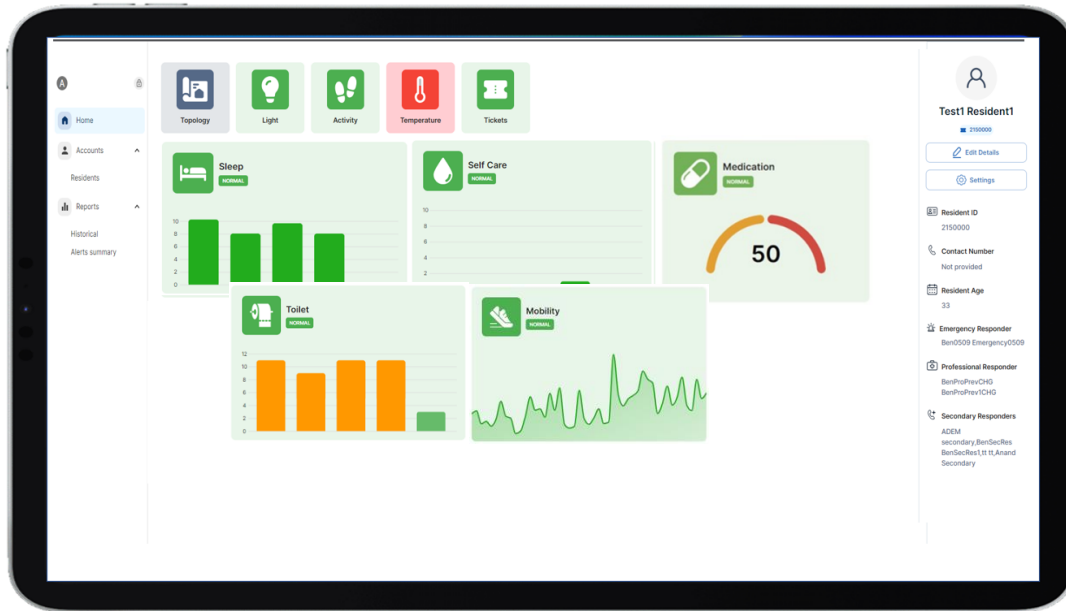 A
Home
Accounts
Residents
Reports
Historical
Alerts summary
Topology
Light
Activity
Temperature
Tickets
Sleep
NORMAL
10
8
6
4
2
0
Self Care
NORMAL
10
8
6
4
2
Medication
NORMAL
50
Toilet
NORMAL
12
10
8
6
4
2
0
Mobility
NORMAL
Test1 Resident1
2150000
Edit Details
Settings
Resident ID
2150000
Contact Number
Not provided
Resident Age
33
Emergency Responder
Ben0509 Emergency0509
Professional Responder
BenProPrevCHG
BenProPrev1CHG
Secondary Responders
ADEM
secondary,BenSecRes
BenSecRes1,tt tt,Anand
Secondary